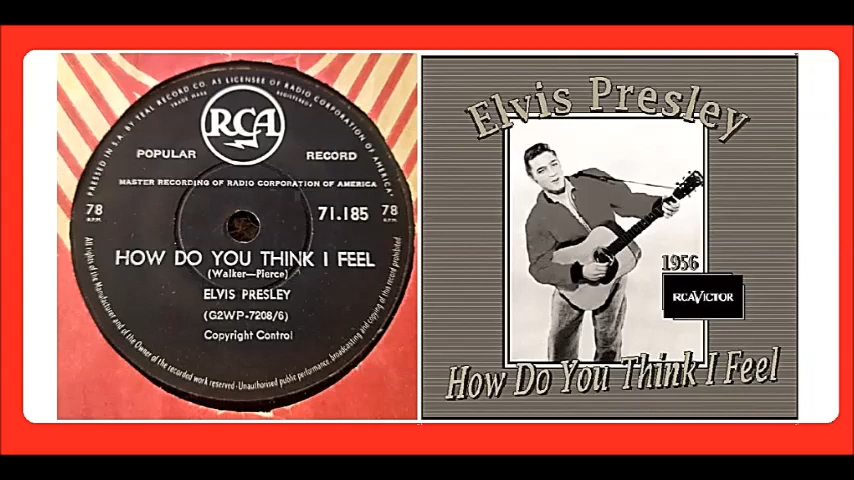 PRESSED IN S.A. BY TEAL RECORD CO. AS LICENSEE OF RADIO CORPORATION OF AMERICA.
TRADE MARK
REGISTERED
RCA
POPULAR RECORD
MASTER RECORDING OF RADIO CORPORATION OF AMERICA
78 R.P.M.
71.185
78 R.P.M.
HOW DO YOU THINK I FEEL
(Walker—Pierce)
ELVIS PRESLEY
(G2WP-7208/6)
Copyright Control
All rights of the Manufacturer and of the Owner of the recorded work reserved - Unauthorised public performance, broadcasting and copying of this record prohibited
Elvis Presley
1956
RCA VICTOR
How Do You Think I Feel